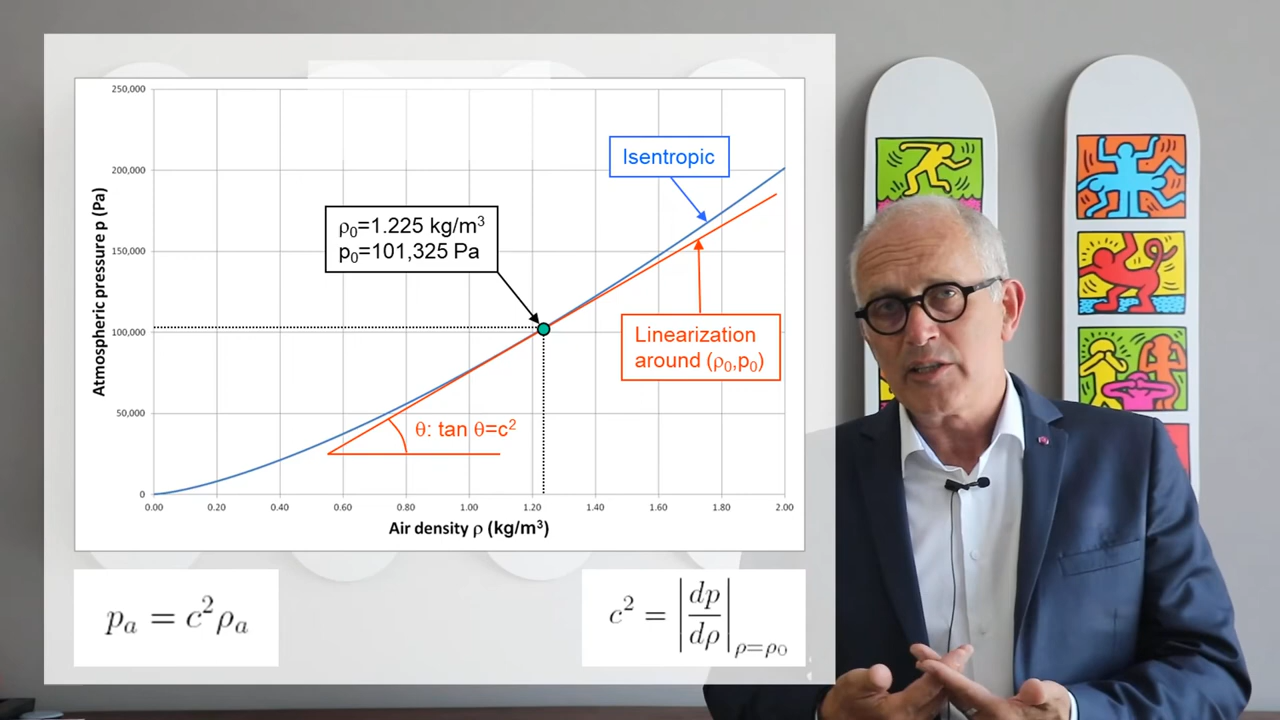 250,000
200,000
150,000
100,000
50,000
0
Atmospheric pressure p (Pa)
Isentropic
ρ₀=1.225 kg/m³
p₀=101,325 Pa
Linearization
around (ρ₀,p₀)
θ: tan θ=c²
0.00 0.20 0.40 0.60 0.80 1.00 1.20 1.40 1.60 1.80 2.00
Air density ρ (kg/m³)
pₐ = c²ρₐ
c² = |dp/dρ|ρ=ρ₀